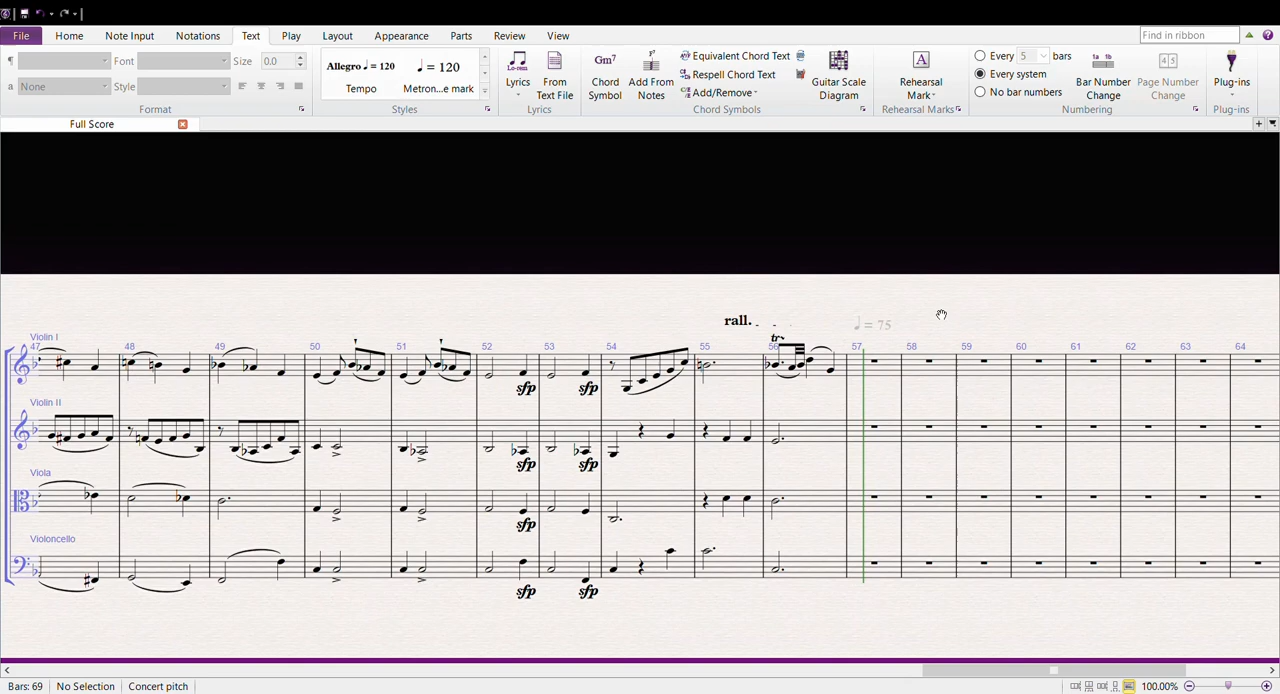 File Home Note Input Notations Text Play Layout Appearance Parts Review View Find in ribbon
¶ Font Size 0.0
a None Style
Format
Allegro ♩ = 120 ♩ = 120
Tempo Metron...e mark
Styles
Lyrics
From Text File
Lyrics
Gm7
Chord Symbol
Add From Notes
Equivalent Chord Text
Respell Chord Text
Add/Remove
Guitar Scale Diagram
Chord Symbols
A
Rehearsal Mark
Rehearsal Marks
Every 5 bars
Every system
No bar numbers
Bar Number Change
Page Number Change
Numbering
Plug-ins
Plug-ins
Full Score
rall. ♩ = 75
Violin I
47 48 49 50 51 52 53 54 55 56 57 58 59 60 61 62 63 64
tr
sfp sfp
Violin II
sfp sfp
Viola
sfp
Violoncello
sfp sfp
Bars: 69 No Selection Concert pitch 100.00%